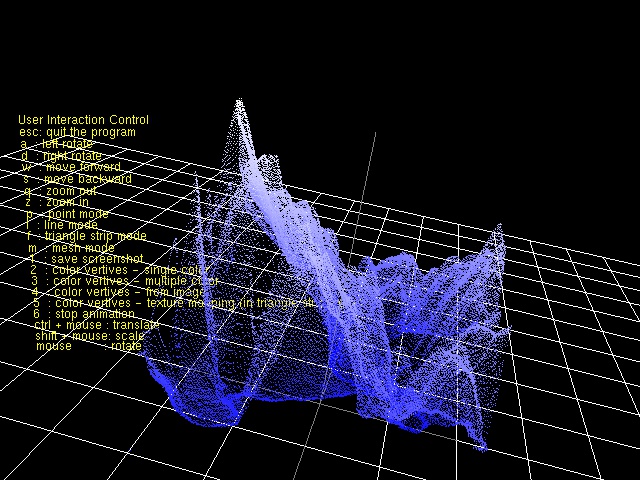 User Interaction Control
esc: quit the program
a : left rotate
d : right rotate
w : move forward
s : move backward
q : zoom out
z : zoom in
p : point mode
l : line mode
f : triangle strip mode
m : mesh mode
1 : save screenshot
2 : color vertives - single color
3 : color vertives - multiple color
4 : color vertives - from image
5 : color vertives - texture mapping (in triangle
6 : stop animation
ctrl + mouse : translate
shift + mouse: scale
mouse : rotate